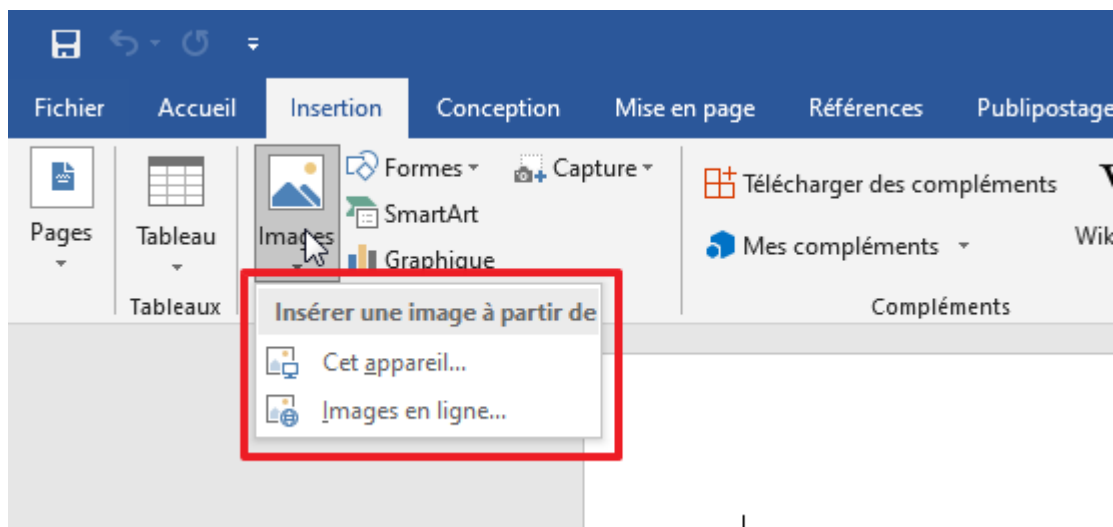 Fichier Accueil Insertion Conception Mise en page Références Publipostage
Pages
Tableau
Tableaux
Images
Formes
Capture
SmartArt
Graphique
Télécharger des compléments
Mes compléments
Wik
Compléments
Insérer une image à partir de
Cet appareil...
Images en ligne...